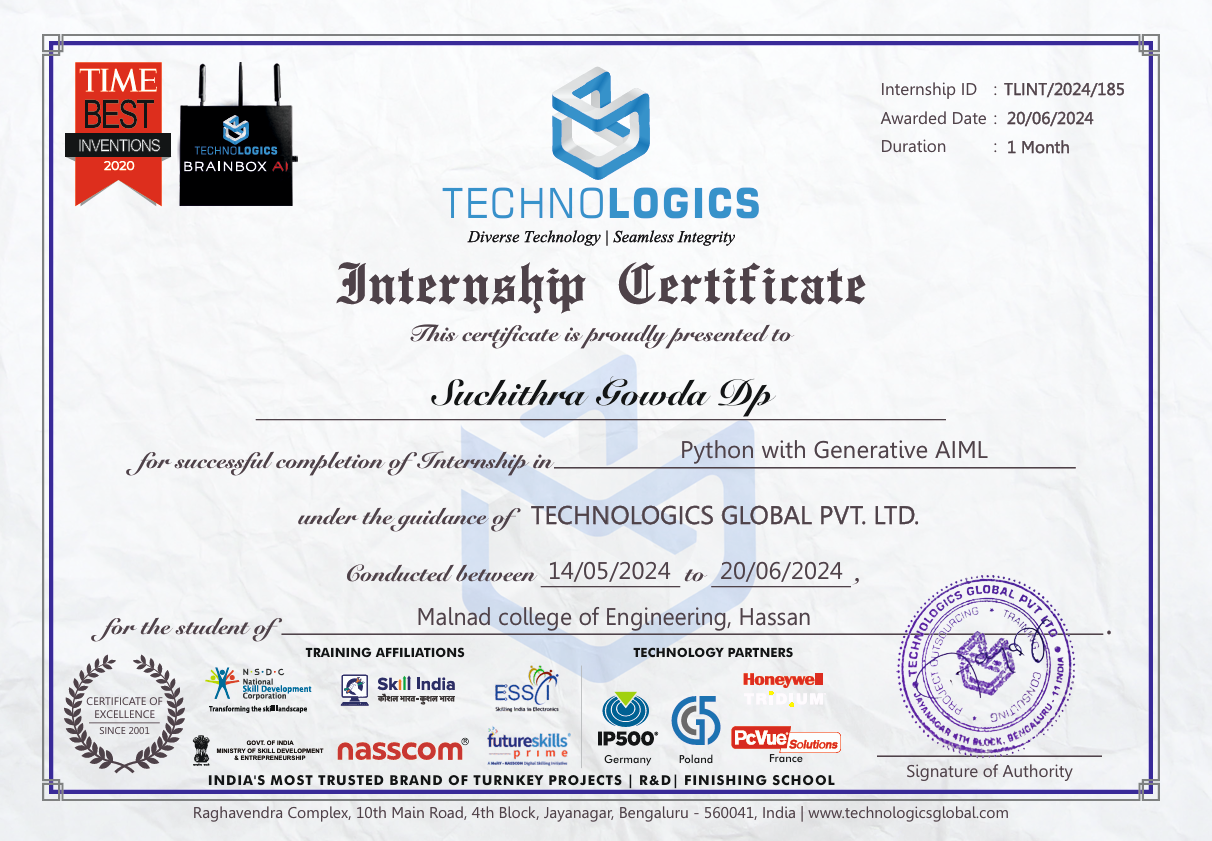 TIME
BEST
INVENTIONS
2020
TECHNOLOGICS
BRAINBOX AI
TECHNOLOGICS
Diverse Technology | Seamless Integrity
Internship ID : TLINT/2024/185
Awarded Date : 20/06/2024
Duration : 1 Month
Internship Certificate
This certificate is proudly presented to
Suchithra Gowda Dp
for successful completion of Internship in Python with Generative AIML
under the guidance of TECHNOLOGICS GLOBAL PVT. LTD.
Conducted between 14/05/2024 to 20/06/2024 ,
for the student of Malnad college of Engineering, Hassan .
CERTIFICATE OF
EXCELLENCE
SINCE 2001
TRAINING AFFILIATIONS
N·S·D·C
National
Skill Development
Corporation
Transforming the skill landscape
Skill India
कौशल भारत-कुशल भारत
ESSCI
Skilling India in Electronics
GOVT. OF INDIA
MINISTRY OF SKILL DEVELOPMENT
& ENTREPRENEURSHIP
nasscom®
futureskills
prime
A MeitY - NASSCOM Digital Skilling Initiative
TECHNOLOGY PARTNERS
IP500
Germany
G5
Poland
Honeywell
TRIDIUM
PcVue Solutions
France
TECHNOLOGICS GLOBAL PVT LTD
JAYANAGAR 4TH BLOCK, BENGALURU - 11 INDIA
PROJECT OUTSOURCING
CONSULTING
Signature of Authority
INDIA'S MOST TRUSTED BRAND OF TURNKEY PROJECTS | R&D| FINISHING SCHOOL
Raghavendra Complex, 10th Main Road, 4th Block, Jayanagar, Bengaluru - 560041, India | www.technologicsglobal.com